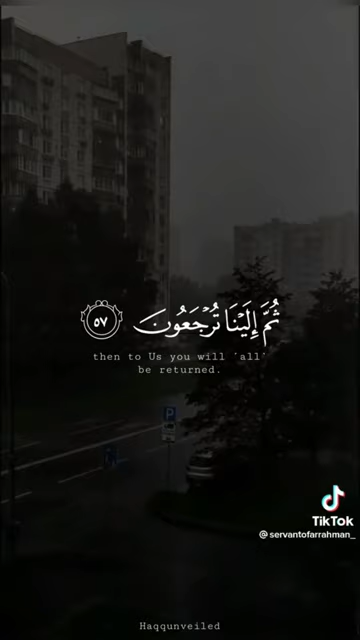 ثُمَّ إِلَيْنَا تُرْجَعُونَ ٥٧
then to Us you will ˹all˺
be returned.
P
TikTok
@servantofarrahman_
Haqqunveiled